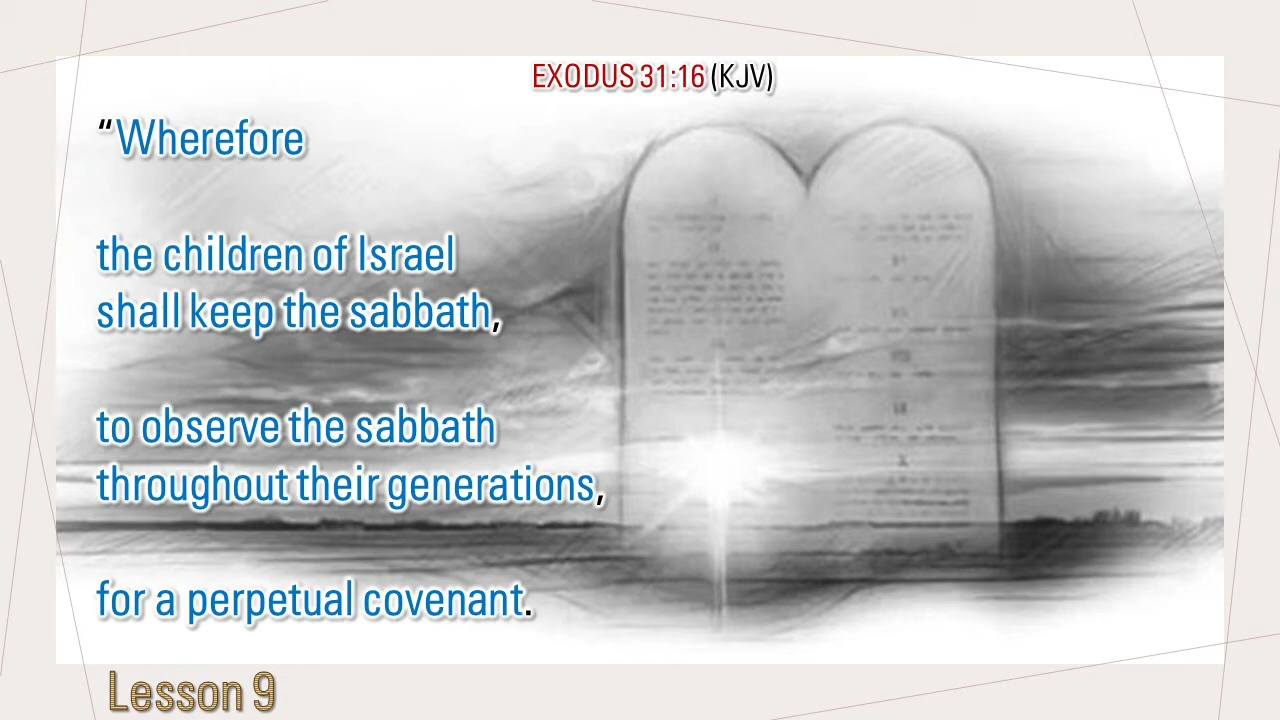 EXODUS 31:16 (KJV)
“Wherefore
the children of Israel
shall keep the sabbath,
to observe the sabbath
throughout their generations,
for a perpetual covenant.
Lesson 9